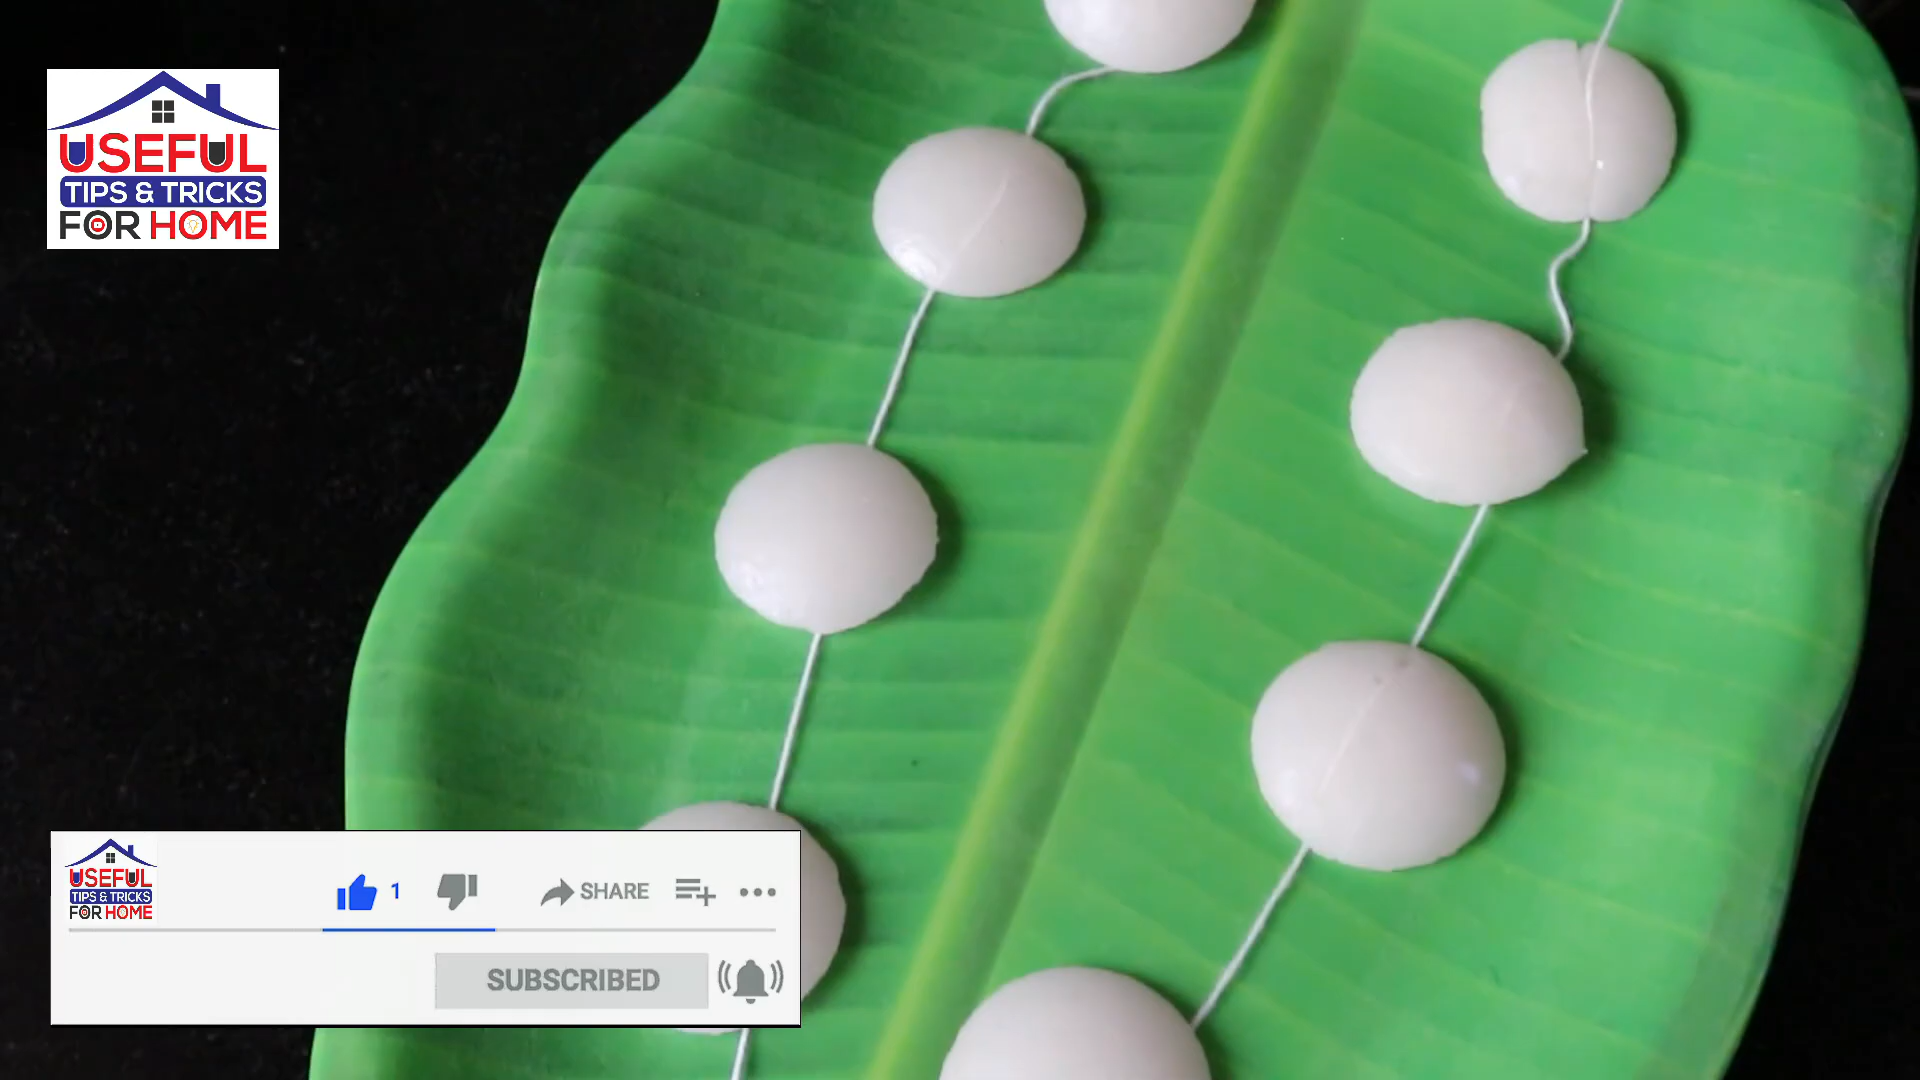 USEFUL
TIPS & TRICKS
FOR HOME
USEFUL
TIPS & TRICKS
FOR HOME
1
SHARE
SUBSCRIBED